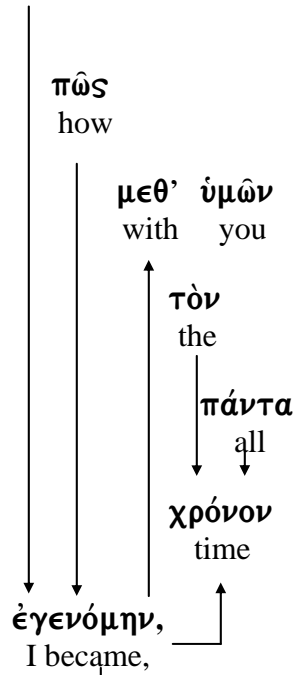 πῶς
how
μεθ’ ὑμῶν
with you
τὸν
the
πάντα
all
χρόνον
time
ἐγενόμην,
I became,